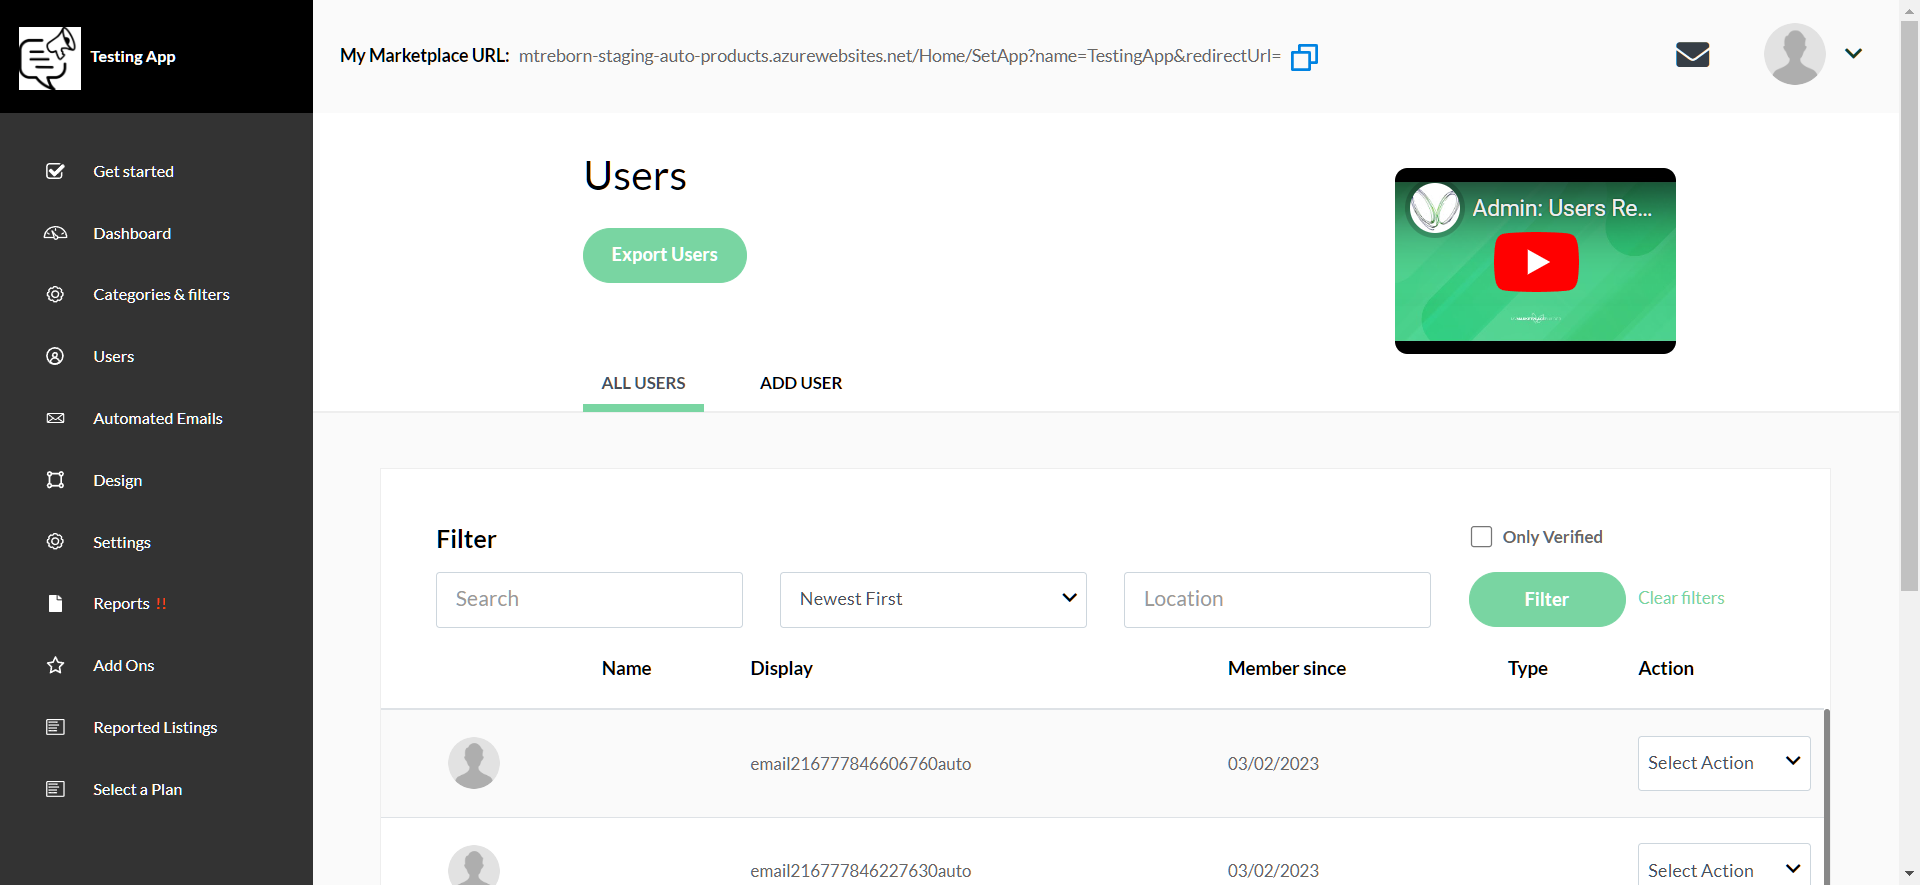 Testing App
My Marketplace URL: mtreborn-staging-auto-products.azurewebsites.net/Home/SetApp?name=TestingApp&redirectUrl=
Get started
Dashboard
Categories & filters
Users
Automated Emails
Design
Settings
Reports !!
Add Ons
Reported Listings
Select a Plan
Users
Export Users
Admin: Users Re...
ALL USERS ADD USER
Filter
Only Verified
Search Newest First Location Filter Clear filters
Name Display Member since Type Action
email216777846606760auto 03/02/2023 Select Action
email216777846227630auto 03/02/2023 Select Action